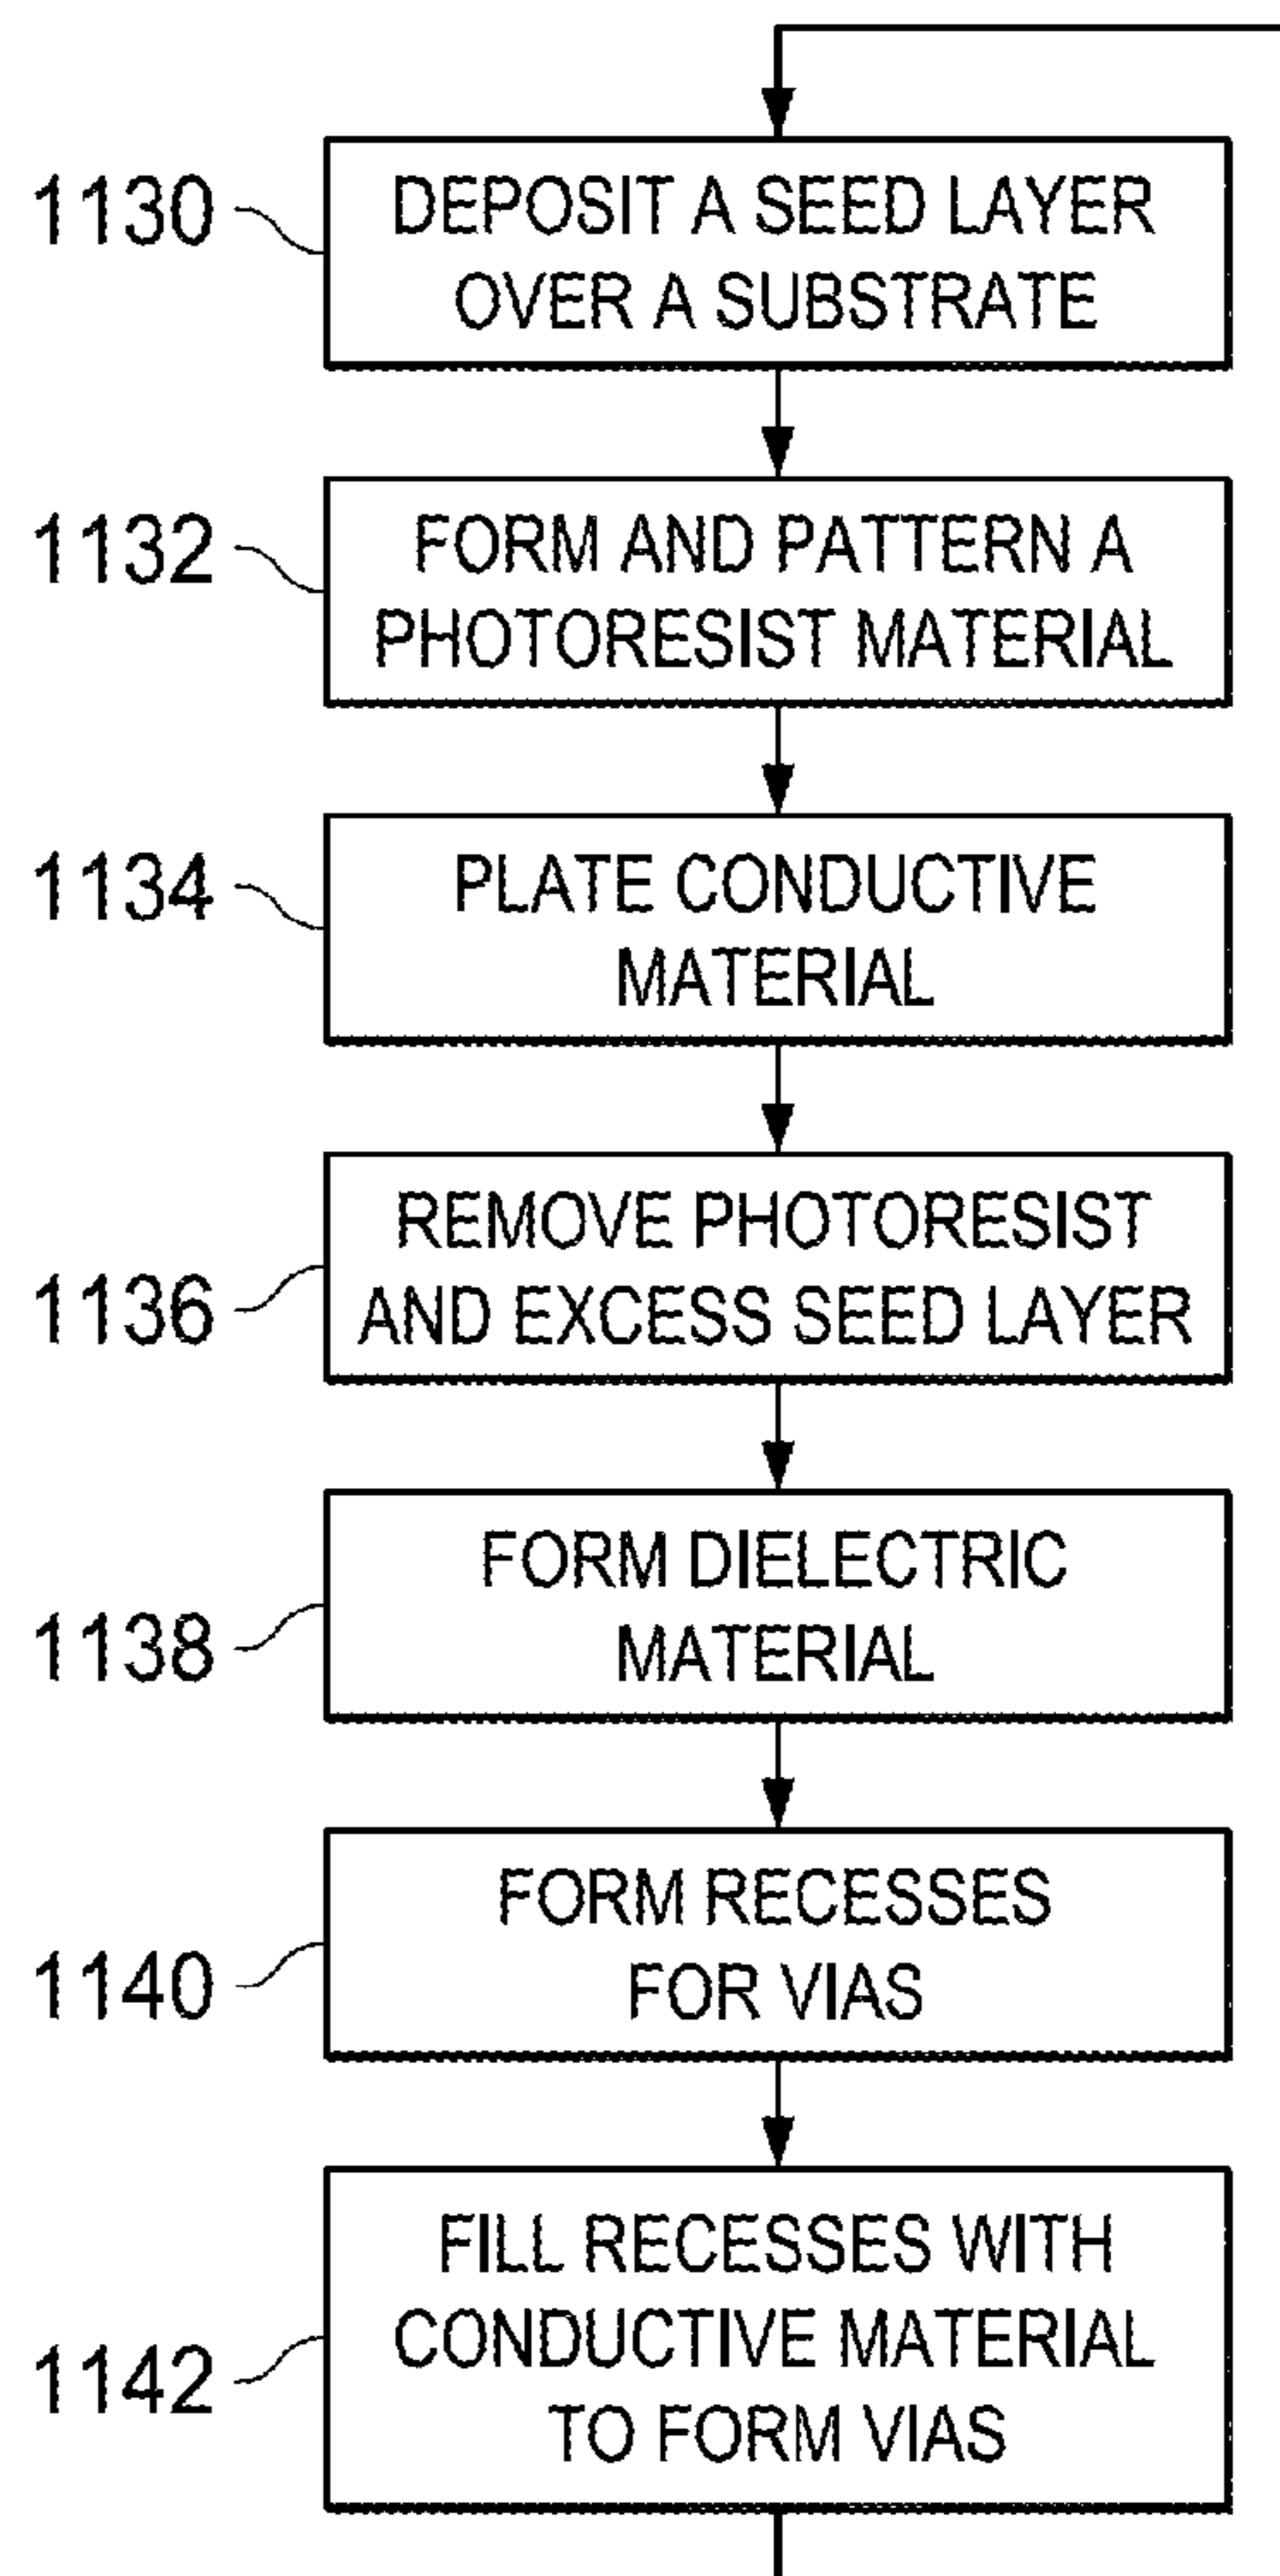 1130
DEPOSIT A SEED LAYER
OVER A SUBSTRATE
1132
FORM AND PATTERN A
PHOTORESIST MATERIAL
1134
PLATE CONDUCTIVE
MATERIAL
1136
REMOVE PHOTORESIST
AND EXCESS SEED LAYER
1138
FORM DIELECTRIC
MATERIAL
1140
FORM RECESSES
FOR VIAS
1142
FILL RECESSES WITH
CONDUCTIVE MATERIAL
TO FORM VIAS